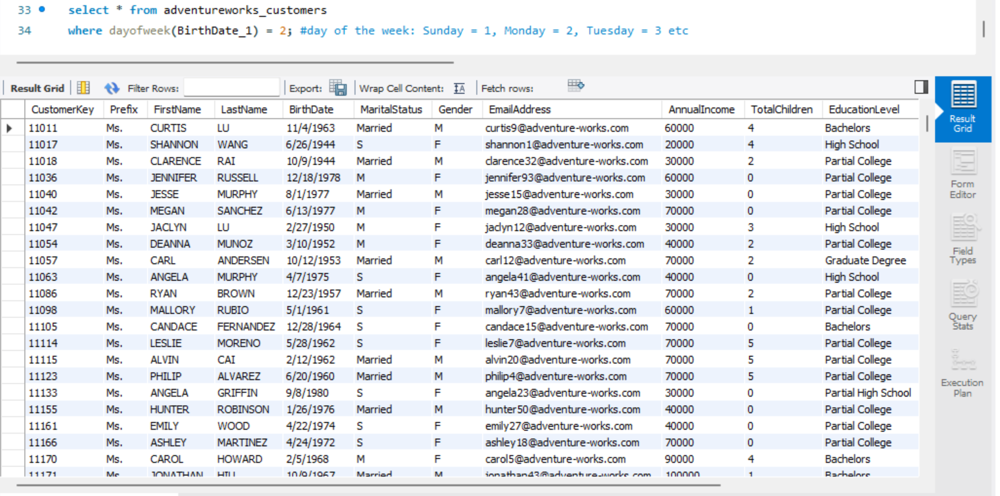 33 select * from adventureworks_customers
34 where dayofweek(BirthDate_1) = 2; #day of the week: Sunday = 1, Monday = 2, Tuesday = 3 etc
Result Grid Filter Rows: Export: Wrap Cell Content: Fetch rows:
CustomerKey Prefix FirstName LastName BirthDate MaritalStatus Gender EmailAddress AnnualIncome TotalChildren EducationLevel
11011 Ms. CURTIS LU 11/4/1963 Married M curtis9@adventure-works.com 60000 4 Bachelors
11017 Ms. SHANNON WANG 6/26/1944 S F shannon1@adventure-works.com 20000 4 High School
11018 Ms. CLARENCE RAI 10/9/1944 Married M clarence32@adventure-works.com 30000 2 Partial College
11036 Ms. JENNIFER RUSSELL 12/18/1978 M F jennifer93@adventure-works.com 60000 0 Partial College
11040 Ms. JESSE MURPHY 8/1/1977 Married M jesse15@adventure-works.com 30000 0 Partial College
11042 Ms. MEGAN SANCHEZ 6/13/1977 M F megan28@adventure-works.com 70000 0 Partial College
11047 Ms. JACLYN LU 2/27/1950 M F jaclyn12@adventure-works.com 30000 3 High School
11054 Ms. DEANNA MUNOZ 3/10/1952 M F deanna33@adventure-works.com 40000 2 Partial College
11057 Ms. CARL ANDERSEN 10/12/1953 Married M carl12@adventure-works.com 70000 2 Graduate Degree
11063 Ms. ANGELA MURPHY 4/7/1975 S F angela41@adventure-works.com 40000 0 High School
11086 Ms. RYAN BROWN 12/23/1957 Married M ryan43@adventure-works.com 70000 2 Partial College
11098 Ms. MALLORY RUBIO 5/1/1961 S F mallory7@adventure-works.com 60000 1 Partial College
11105 Ms. CANDACE FERNANDEZ 12/28/1964 S F candace15@adventure-works.com 70000 0 Bachelors
11114 Ms. LESLIE MORENO 5/28/1962 S F leslie7@adventure-works.com 70000 5 Partial College
11115 Ms. ALVIN CAI 2/12/1962 Married M alvin20@adventure-works.com 70000 5 Partial College
11123 Ms. PHILIP ALVAREZ 6/20/1960 Married M philip4@adventure-works.com 70000 5 Partial College
11133 Ms. ANGELA GRIFFIN 9/8/1980 S F angela23@adventure-works.com 30000 0 Partial High School
11155 Ms. HUNTER ROBINSON 1/26/1976 Married M hunter50@adventure-works.com 40000 0 Partial College
11161 Ms. EMILY WOOD 4/22/1974 S F emily27@adventure-works.com 40000 0 Partial College
11166 Ms. ASHLEY MARTINEZ 4/24/1972 S F ashley18@adventure-works.com 70000 0 Partial College
11170 Ms. CAROL HOWARD 2/5/1968 M F carol5@adventure-works.com 90000 4 Bachelors
11171 Ms. JONATHAN HILL 10/9/1967 Married M jonathan43@adventure-works.com 100000 1 Bachelors
Result
Grid
Form
Editor
Field
Types
Query
Stats
Execution
Plan